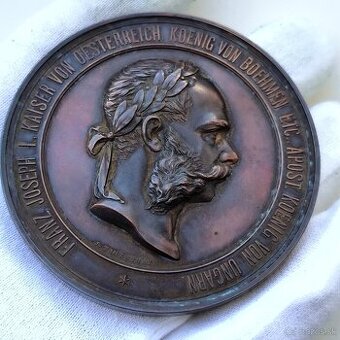 FRANZ JOSEPH I. KAISER VON OESTERREICH, KOENIG VON BOEHMEN ETC. APOST. KOENIG VON UNGARN *